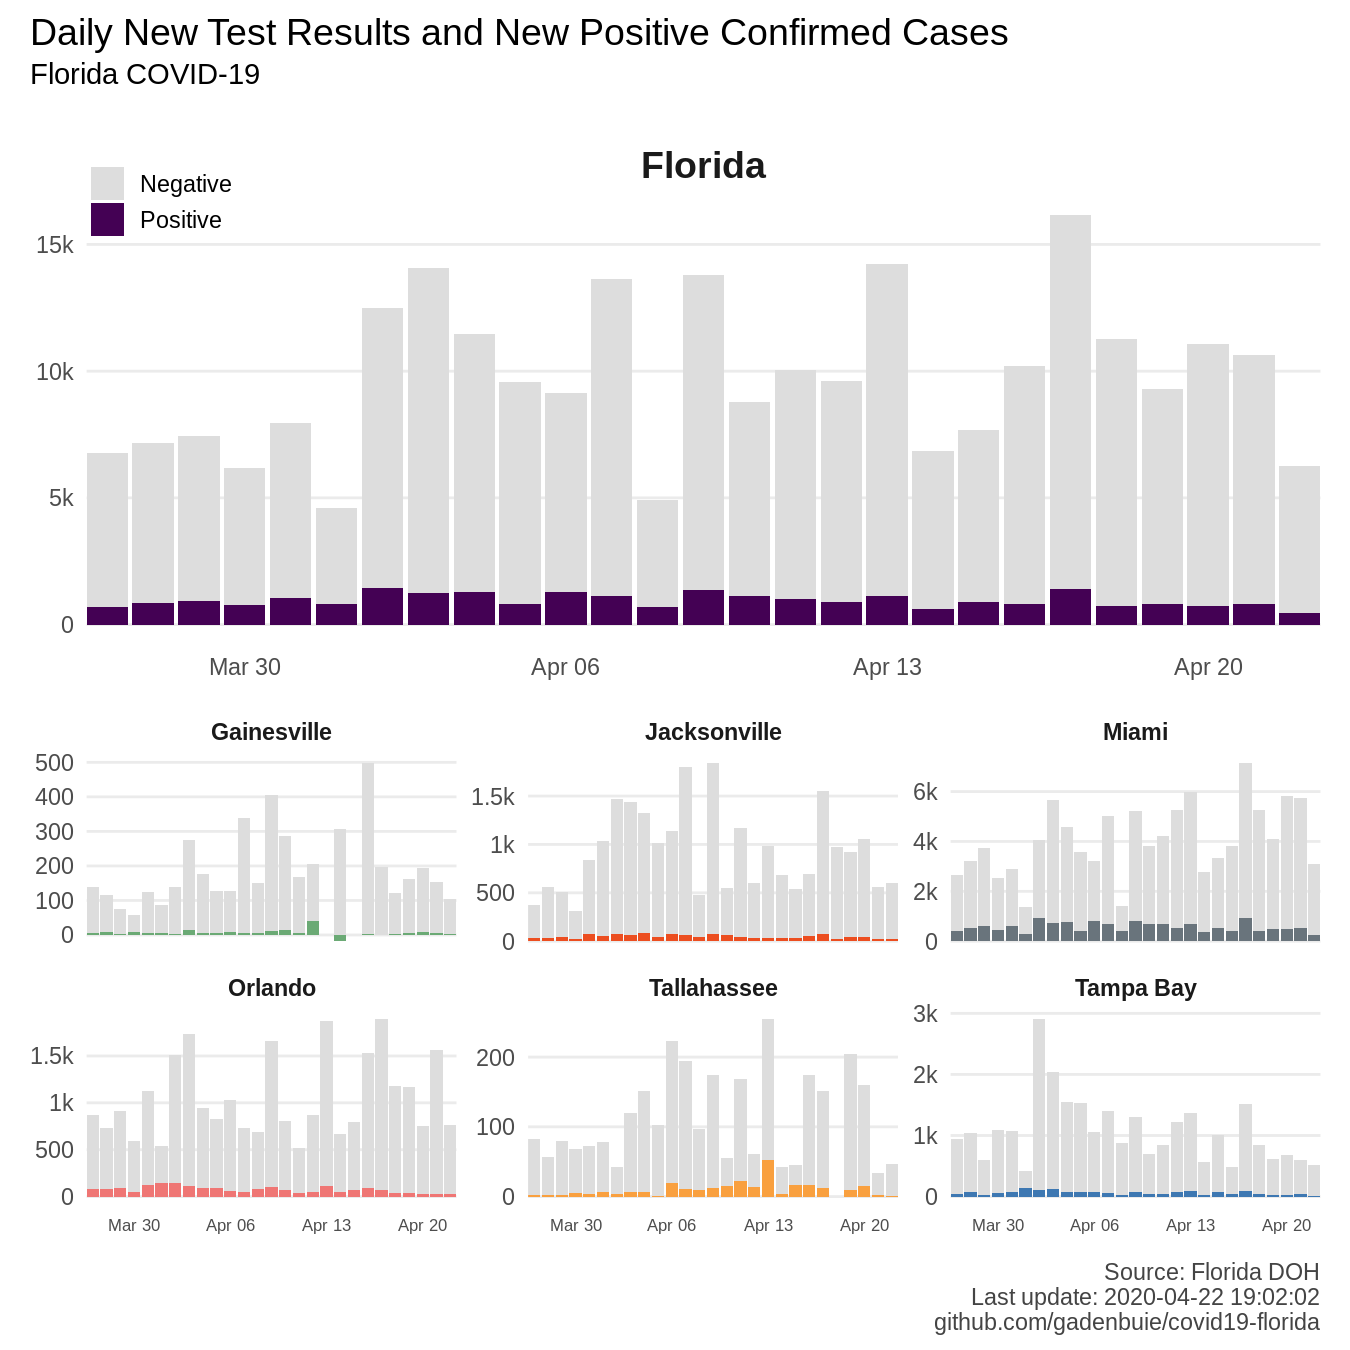 Daily New Test Results and New Positive Confirmed Cases
Florida COVID-19
Florida
Negative
Positive
15k
10k
5k
0
Mar 30 Apr 06 Apr 13 Apr 20
Gainesville
500
400
300
200
100
0
Jacksonville
1.5k
1k
500
0
Miami
6k
4k
2k
0
Orlando
1.5k
1k
500
0
Mar 30 Apr 06 Apr 13 Apr 20
Tallahassee
200
100
0
Mar 30 Apr 06 Apr 13 Apr 20
Tampa Bay
3k
2k
1k
0
Mar 30 Apr 06 Apr 13 Apr 20
Source: Florida DOH
Last update: 2020-04-22 19:02:02
github.com/gadenbuie/covid19-florida